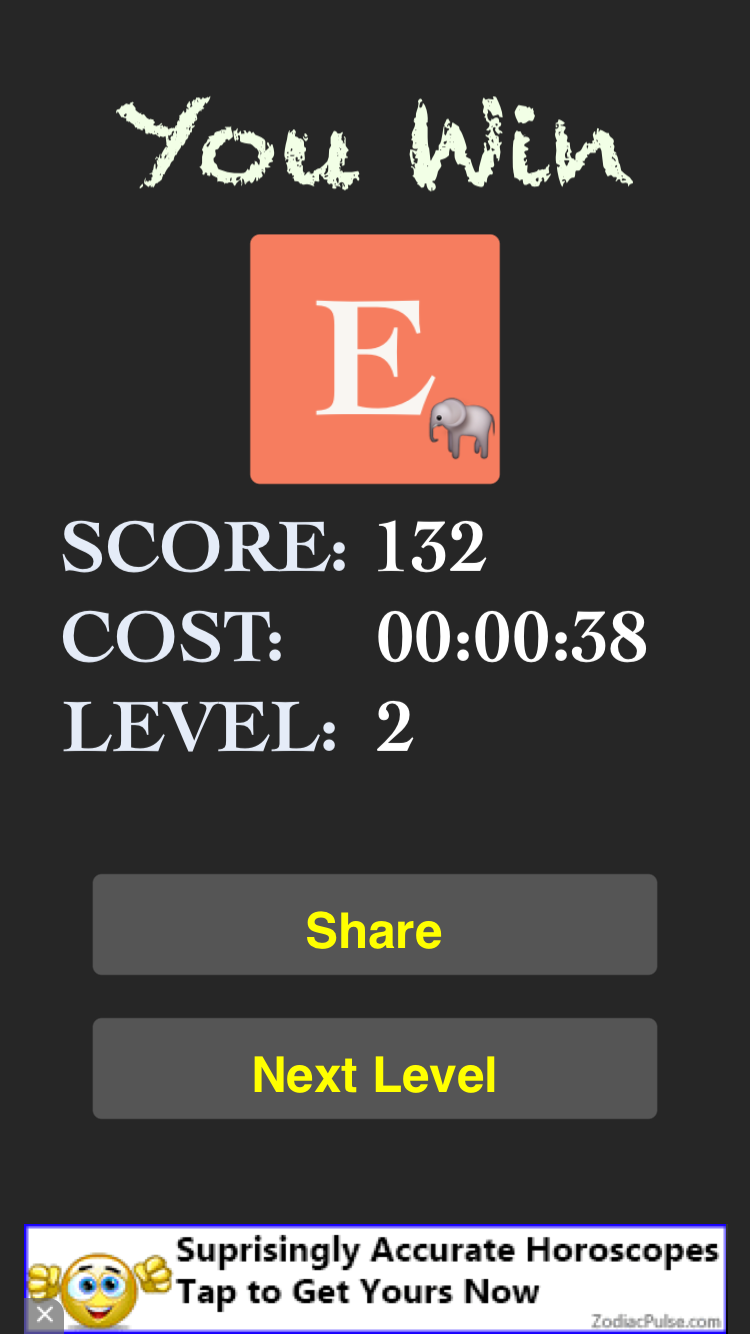 You Win
E
SCORE: 132
COST: 00:00:38
LEVEL: 2
Share
Next Level
Suprisingly Accurate Horoscopes
Tap to Get Yours Now
ZodiacPulse.com